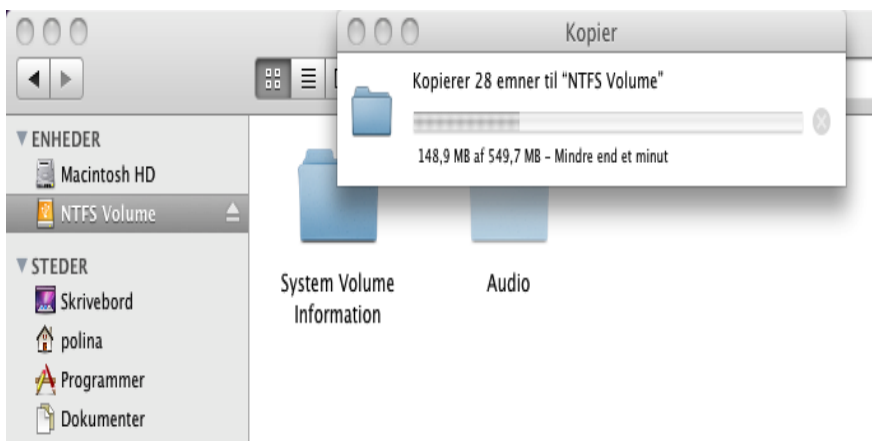 Kopier
Kopierer 28 emner til “NTFS Volume”
148,9 MB af 549,7 MB – Mindre end et minut
ENHEDER
Macintosh HD
NTFS Volume
STEDER
Skrivebord
polina
Programmer
Dokumenter
System Volume
Information
Audio